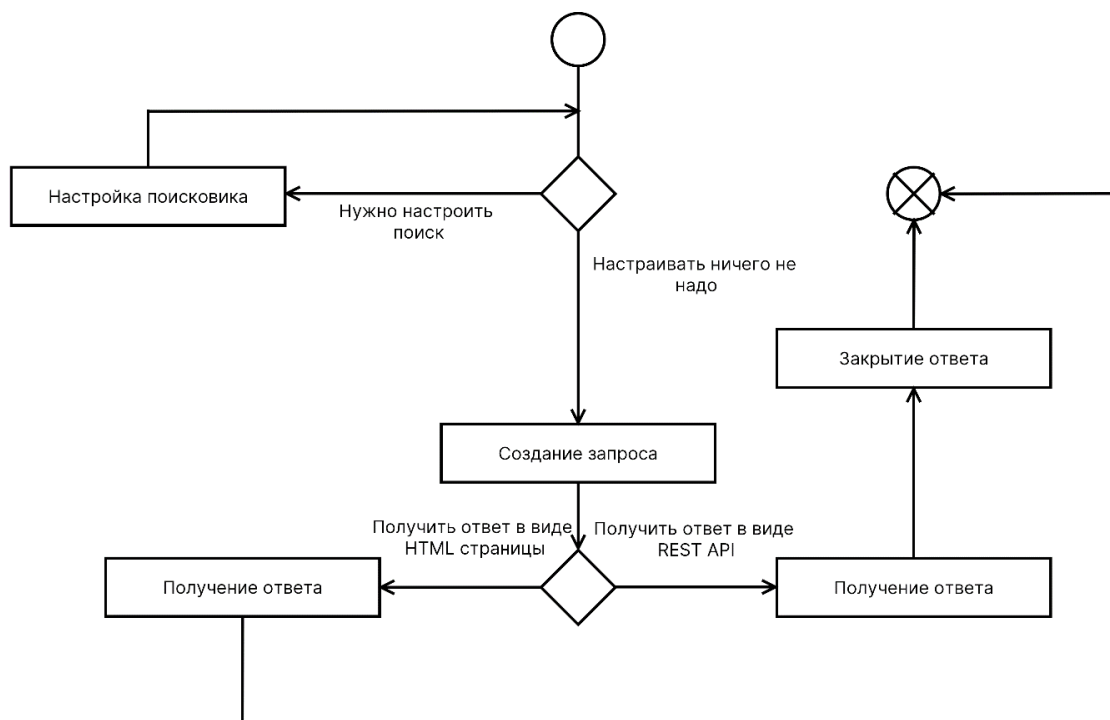 Настройка поисковика
Нужно настроить
поиск
Настраивать ничего не
надо
Закрытие ответа
Создание запроса
Получить ответ в виде
HTML страницы
Получить ответ в виде
REST API
Получение ответа
Получение ответа